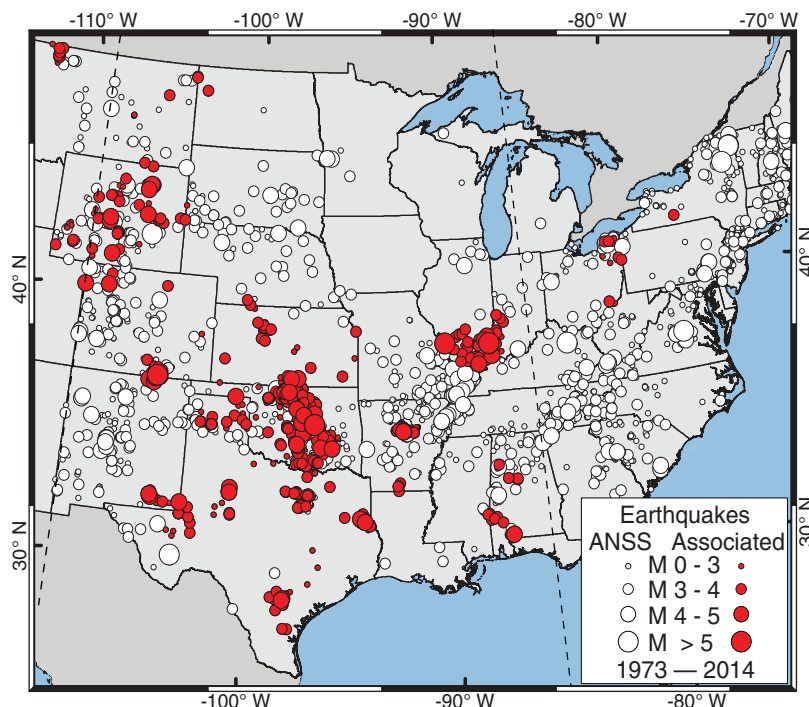 -110° W -100° W -90° W -80° W -70° W
40° N
40° N
30° N
30° N
Earthquakes
ANSS Associated
M 0 - 3
M 3 - 4
M 4 - 5
M > 5
1973 — 2014
-100° W -90° W -80° W